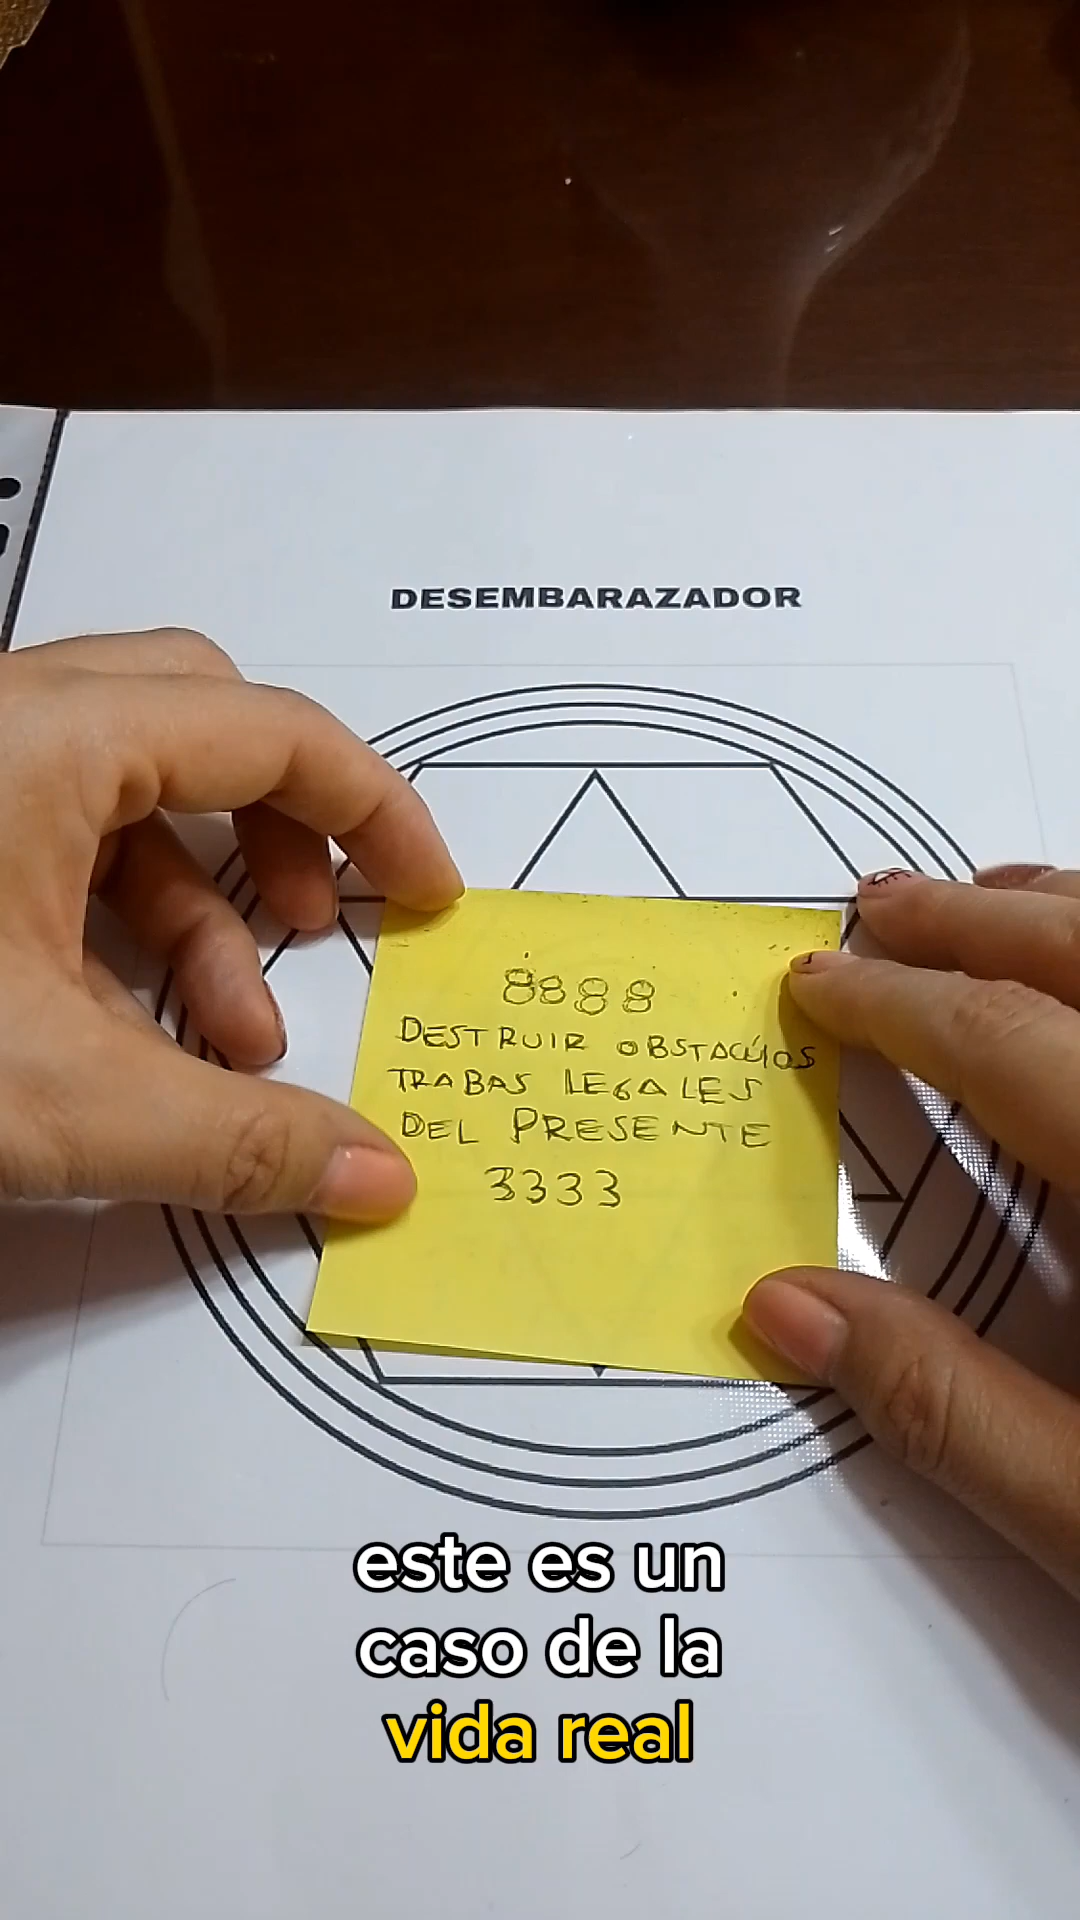 DESEMBARAZADOR
8888
DESTRUIR OBSTACULOS
TRABAS LEGALES
DEL PRESENTE
3333
este es un
caso de la
vida real